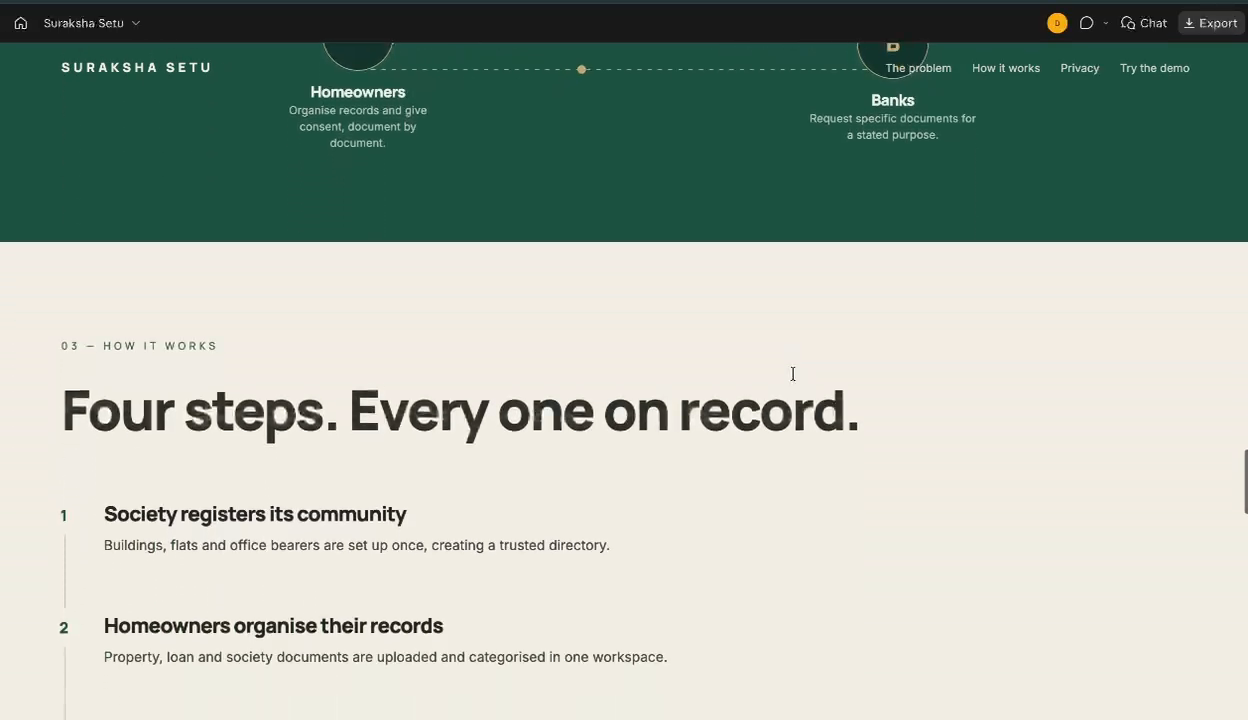 Suraksha Setu
D
Chat
Export
SURAKSHA SETU
B
The problem
How it works
Privacy
Try the demo
Homeowners
Organise records and give
consent, document by
document.
Banks
Request specific documents for
a stated purpose.
03 — HOW IT WORKS
Four steps. Every one on record.
1
Society registers its community
Buildings, flats and office bearers are set up once, creating a trusted directory.
2
Homeowners organise their records
Property, loan and society documents are uploaded and categorised in one workspace.